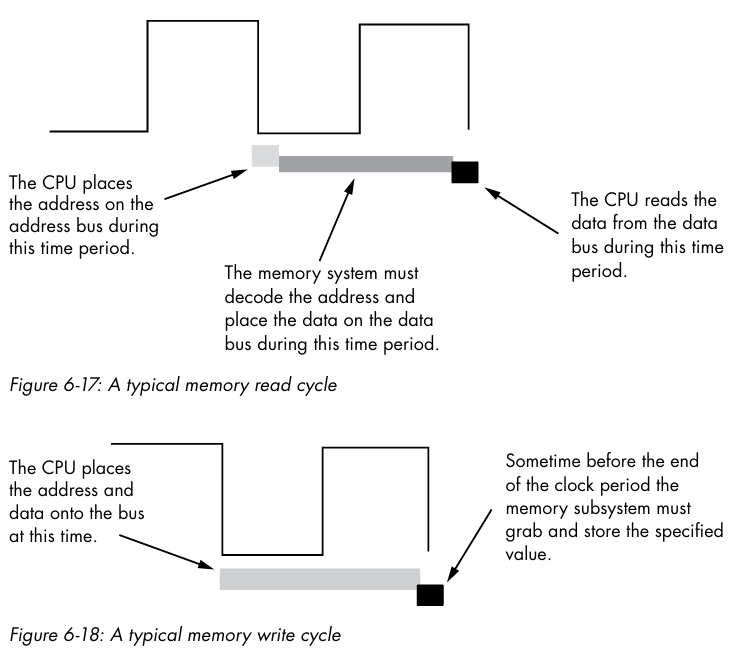 The CPU places
the address on the
address bus during
this time period.
The CPU reads the
data from the data
bus during this time
period.
The memory system must
decode the address and
place the data on the data
bus during this time period.
Figure 6-17: A typical memory read cycle
The CPU places
the address and
data onto the bus
at this time.
Sometime before the end
of the clock period the
memory subsystem must
grab and store the specified
value.
Figure 6-18: A typical memory write cycle